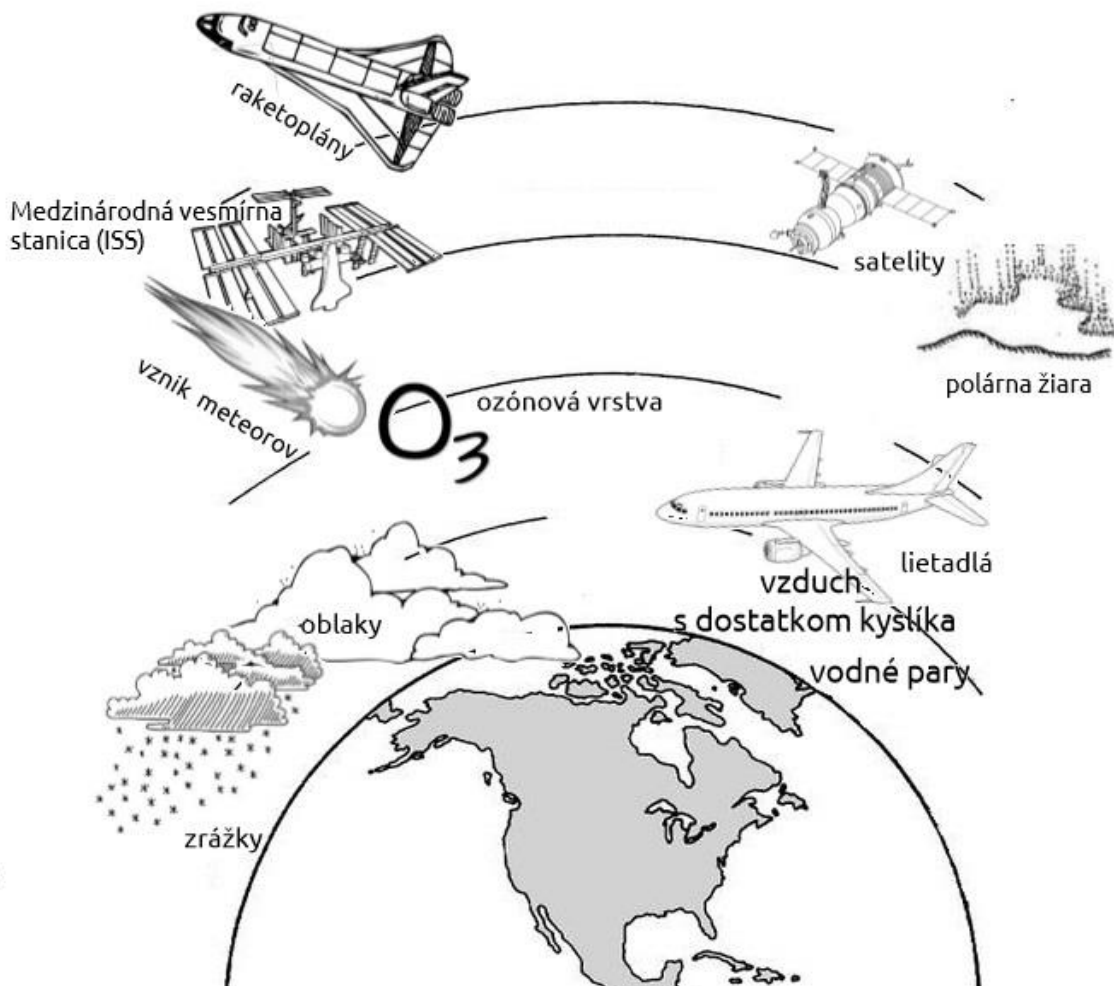 raketoplány
Medzinárodná vesmírna
stanica (ISS)
satelity
polárna žiara
vznik meteorov
O3
ozónová vrstva
lietadlá
vzduch
s dostatkom kyslíka
vodné pary
oblaky
zrážky